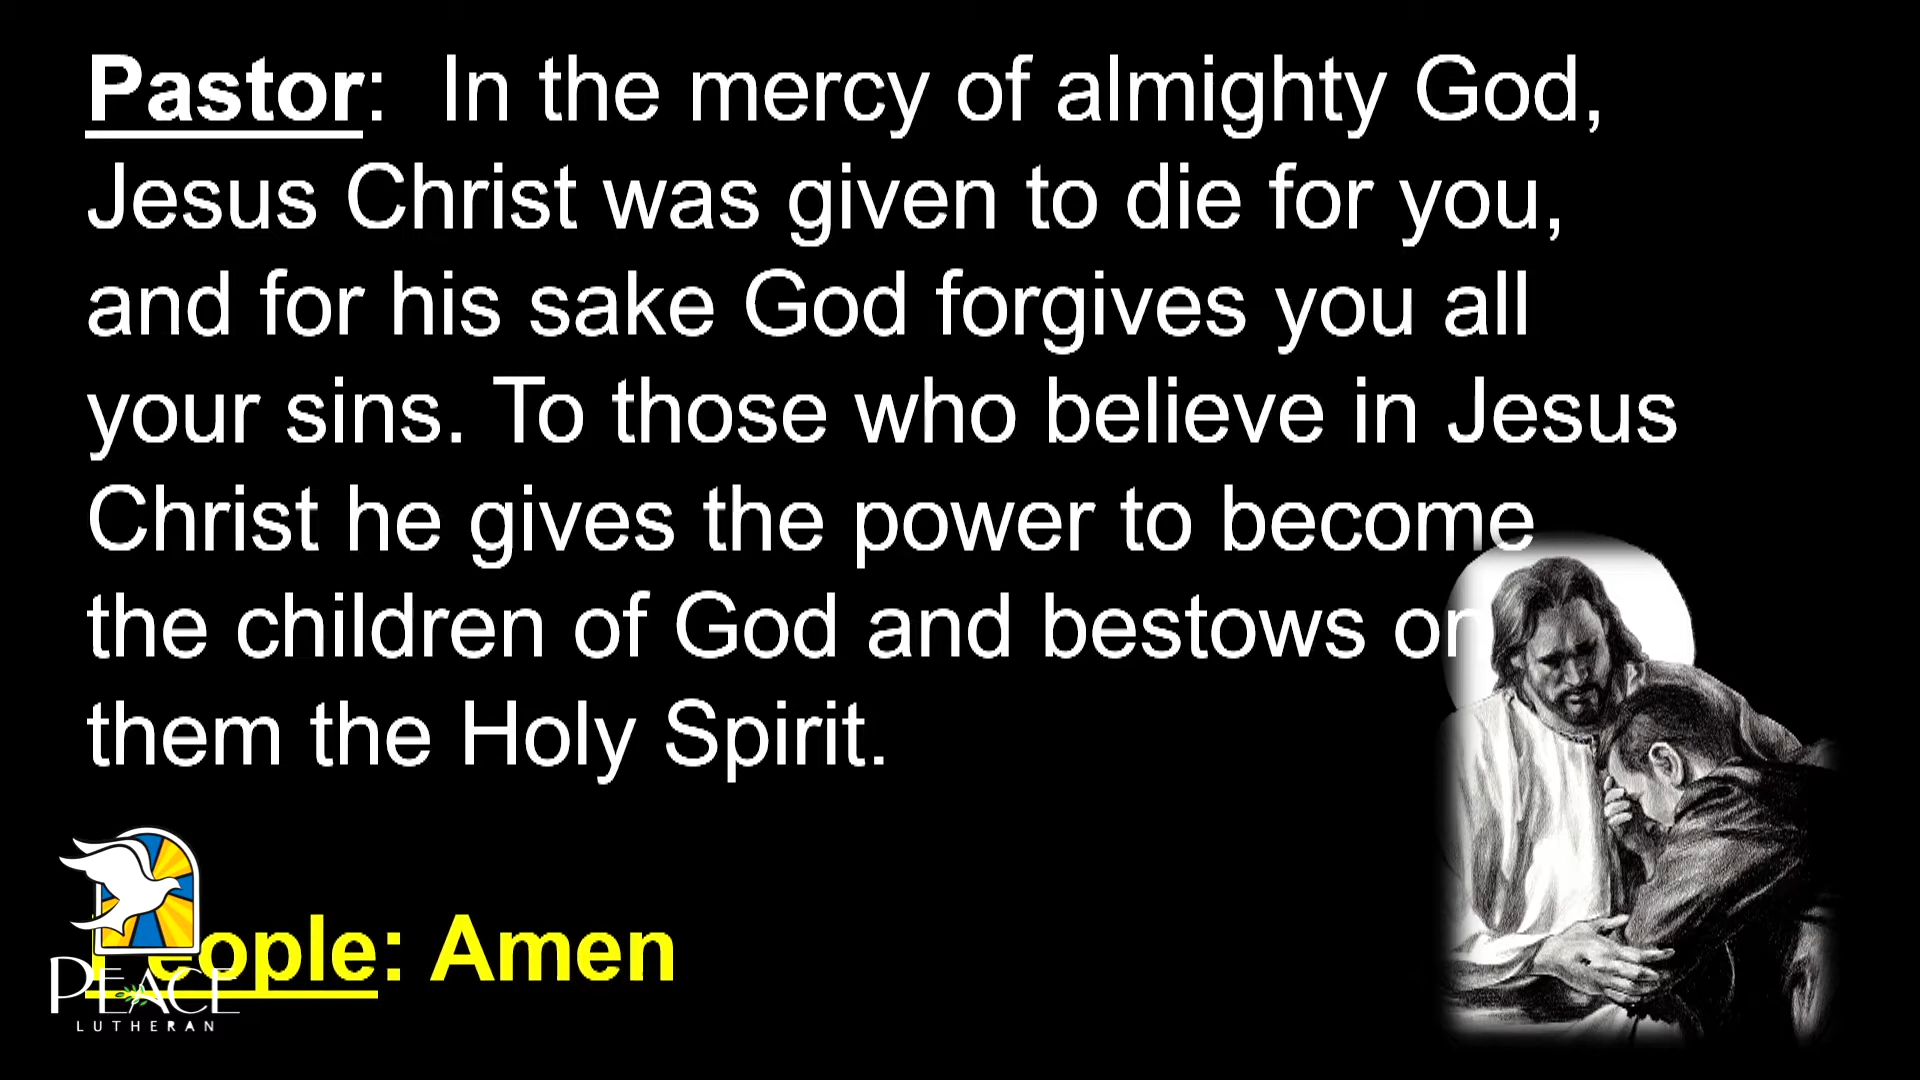 Pastor: In the mercy of almighty God,
Jesus Christ was given to die for you,
and for his sake God forgives you all
your sins. To those who believe in Jesus
Christ he gives the power to become
the children of God and bestows on
them the Holy Spirit.
People: Amen
PEACE
LUTHERAN